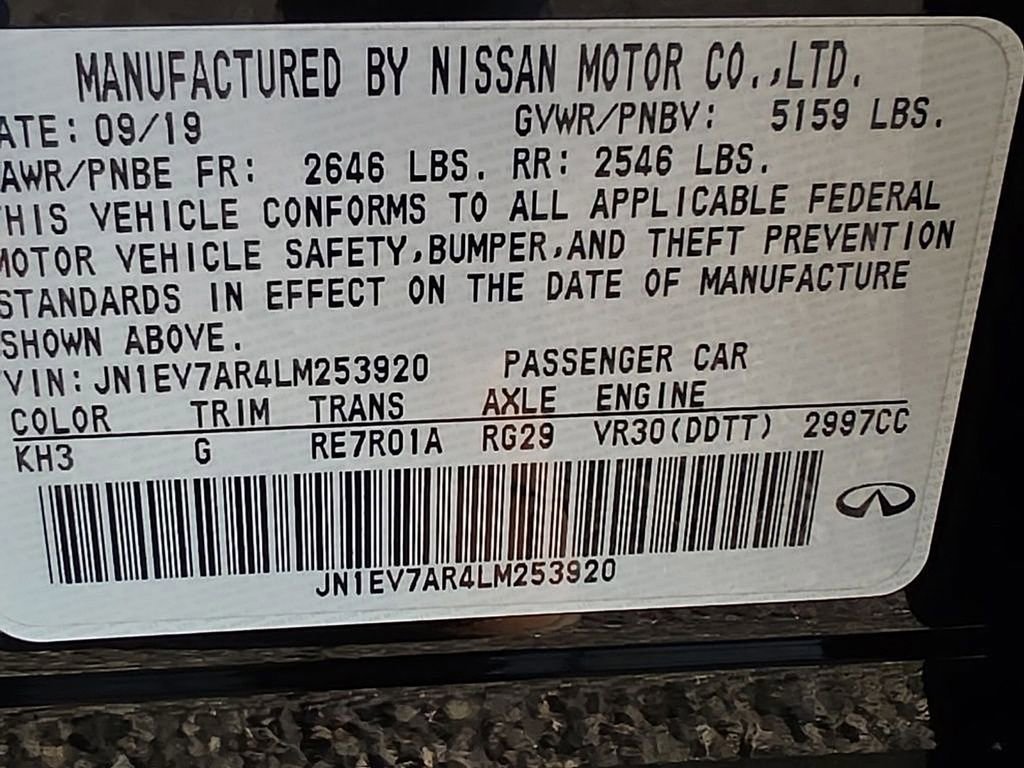 MANUFACTURED BY NISSAN MOTOR CO.,LTD.
ATE: 09/19 GVWR/PNBV: 5159 LBS.
AWR/PNBE FR: 2646 LBS. RR: 2546 LBS.
HIS VEHICLE CONFORMS TO ALL APPLICABLE FEDERAL
MOTOR VEHICLE SAFETY,BUMPER,AND THEFT PREVENTION
STANDARDS IN EFFECT ON THE DATE OF MANUFACTURE
SHOWN ABOVE.
VIN: JN1EV7AR4LM253920 PASSENGER CAR
COLOR TRIM TRANS AXLE ENGINE
KH3 G RE7R01A RG29 VR30(DDTT) 2997CC
JN1EV7AR4LM253920